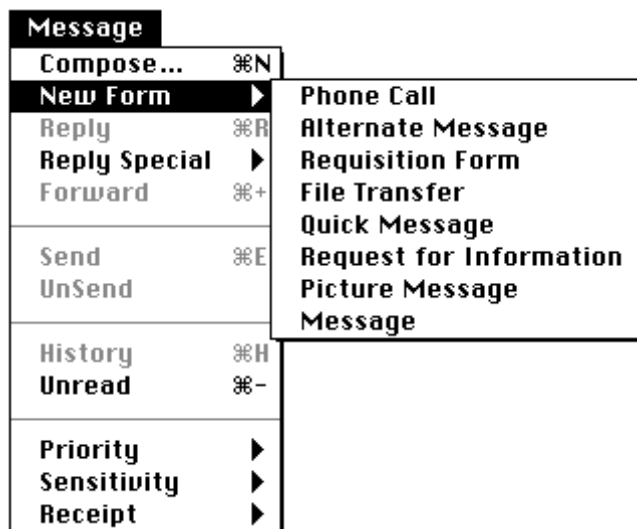 Message
Compose... ⌘N
New Form
Reply ⌘R
Reply Special
Forward ⌘+
Send ⌘E
UnSend
History ⌘H
Unread ⌘-
Priority
Sensitivity
Receipt
Phone Call
Alternate Message
Requisition Form
File Transfer
Quick Message
Request for Information
Picture Message
Message